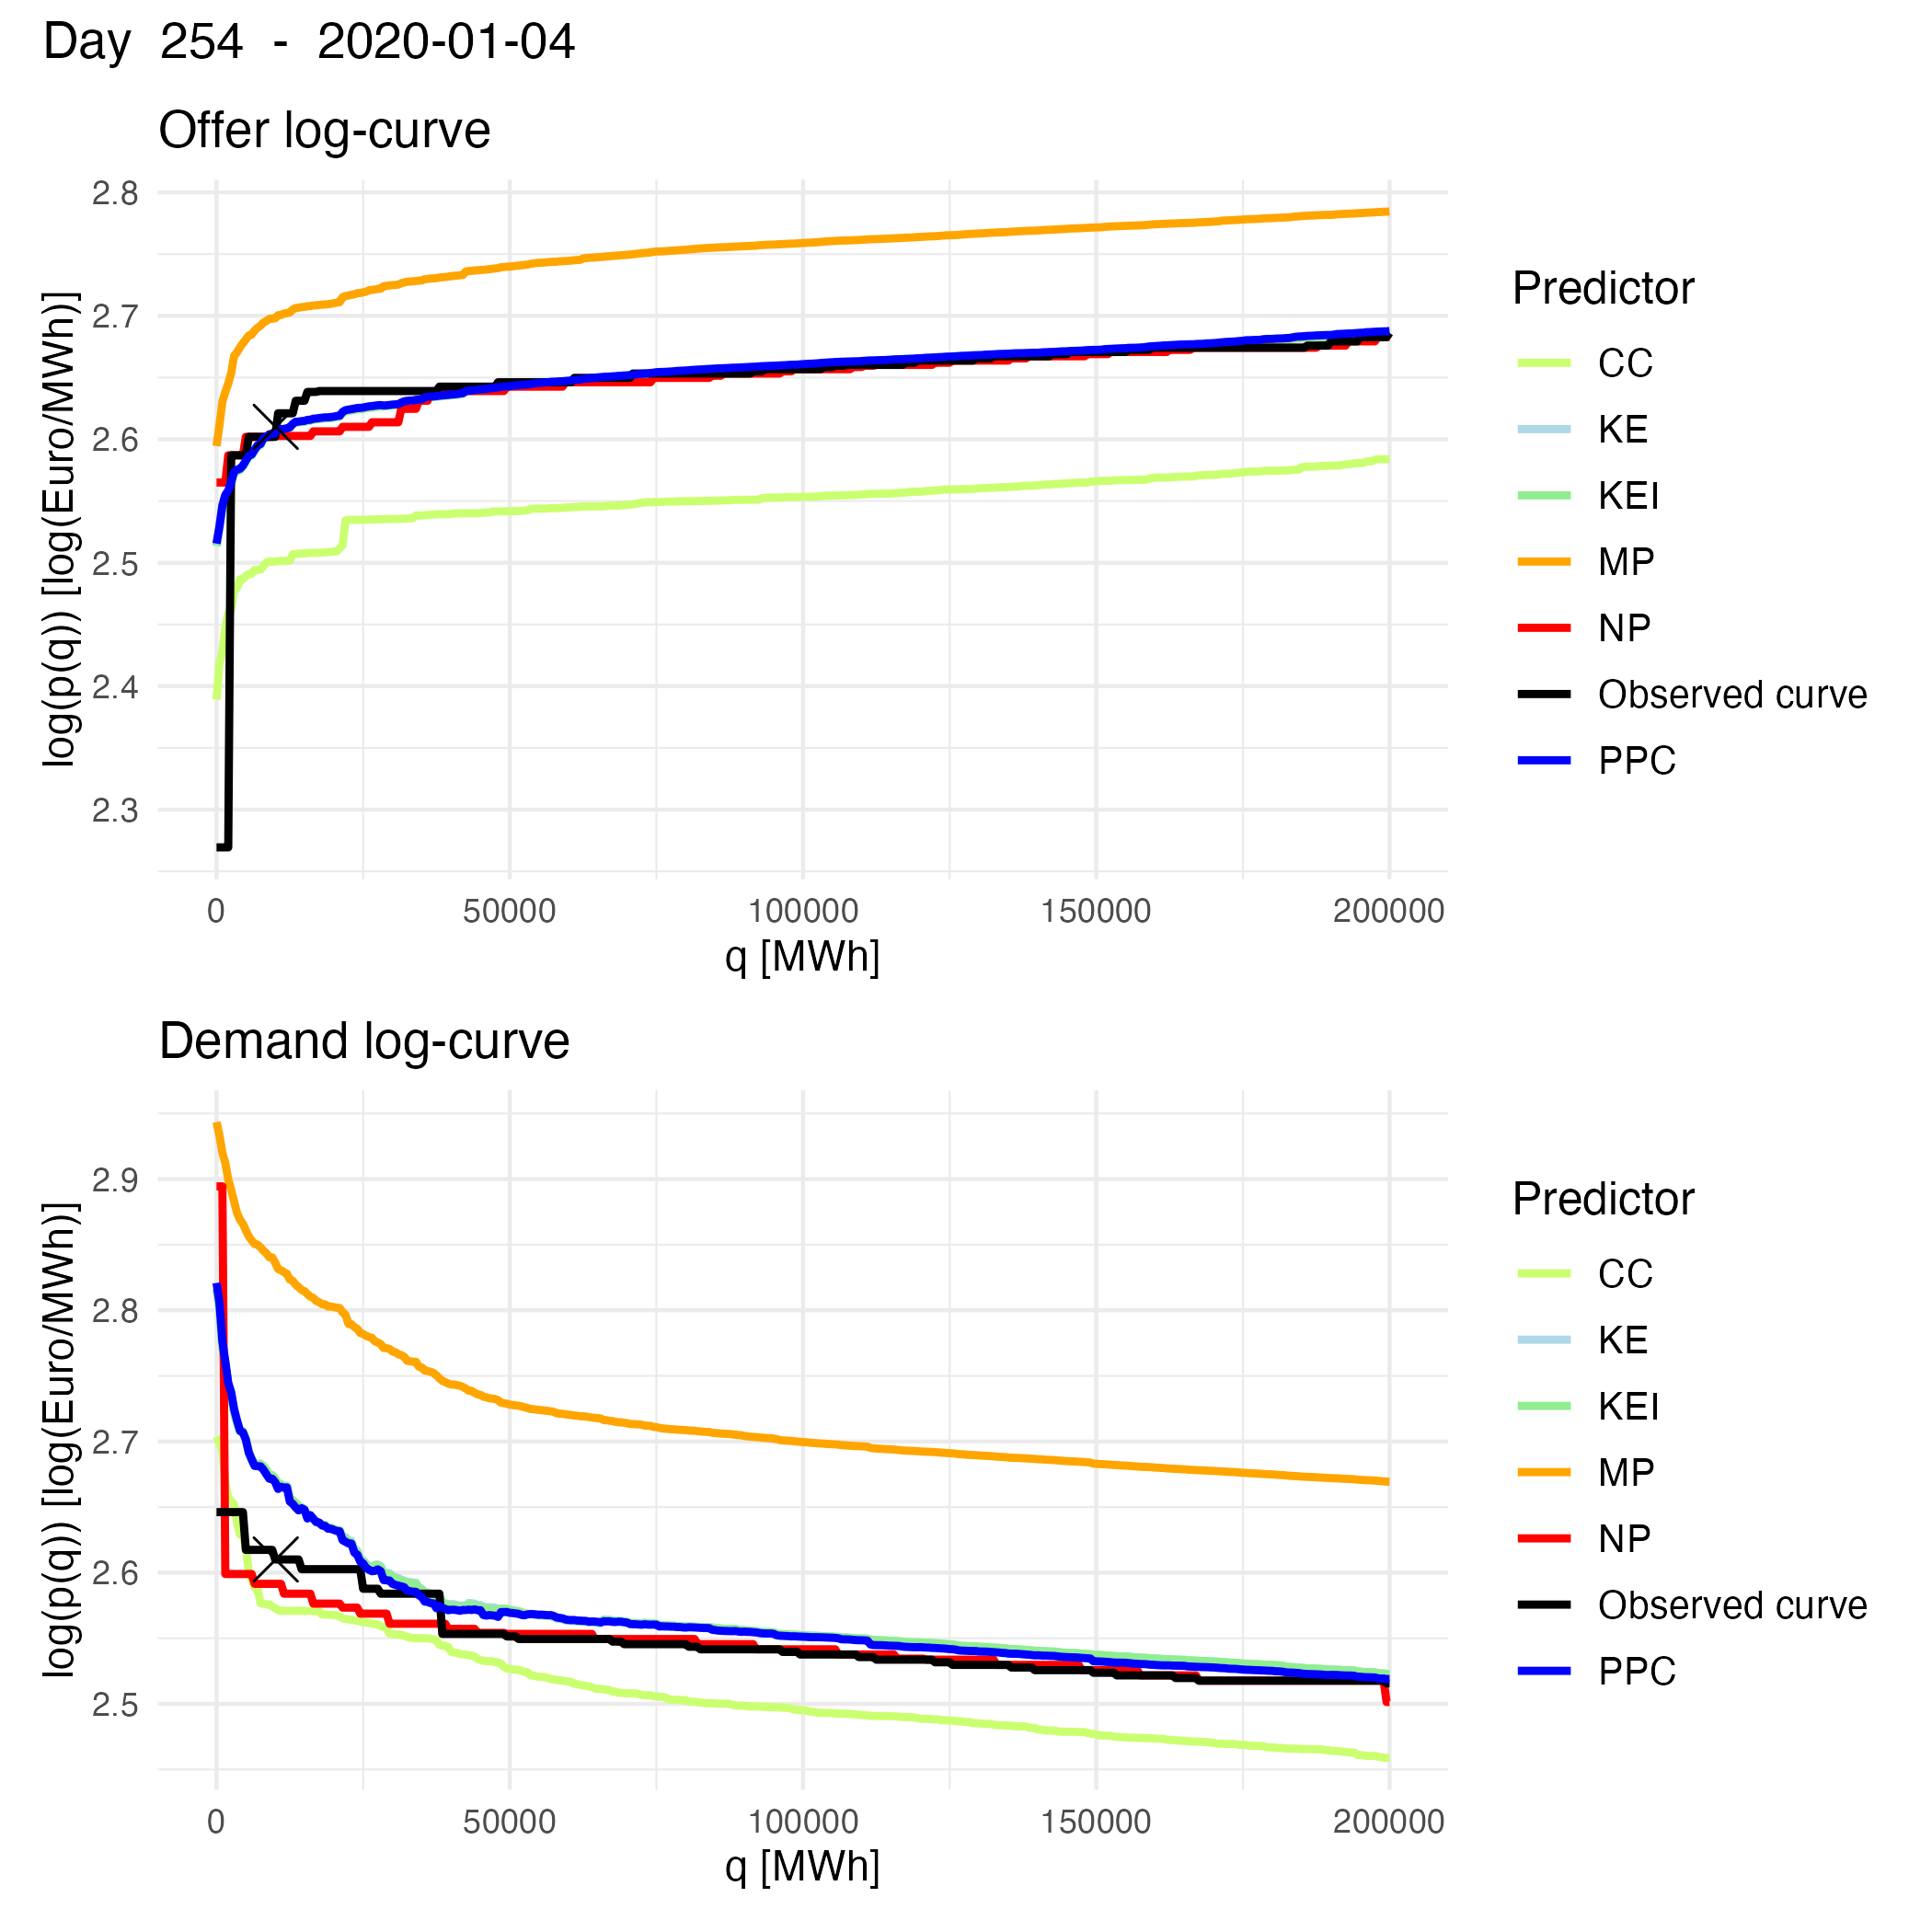 Day 254 - 2020-01-04
Offer log-curve
log(p(q)) [log(Euro/MWh)]
2.8
2.7
2.6
2.5
2.4
2.3
0 50000 100000 150000 200000
q [MWh]
Predictor
CC
KE
KEI
MP
NP
Observed curve
PPC
Demand log-curve
log(p(q)) [log(Euro/MWh)]
2.9
2.8
2.7
2.6
2.5
0 50000 100000 150000 200000
q [MWh]
Predictor
CC
KE
KEI
MP
NP
Observed curve
PPC